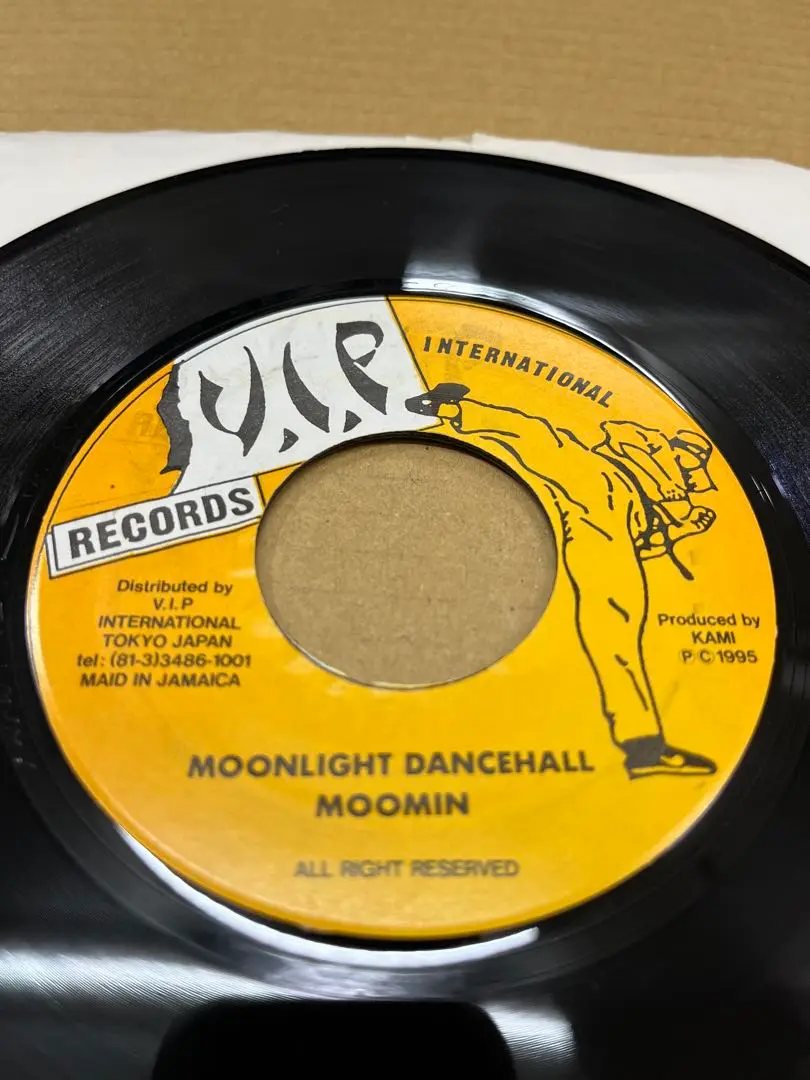 V.I.P
INTERNATIONAL
RECORDS
Distributed by
V.I.P
INTERNATIONAL
TOKYO JAPAN
tel: (81-3)3486-1001
MAID IN JAMAICA
Produced by
KAMI
ⓅⒸ1995
MOONLIGHT DANCEHALL
MOOMIN
ALL RIGHT RESERVED